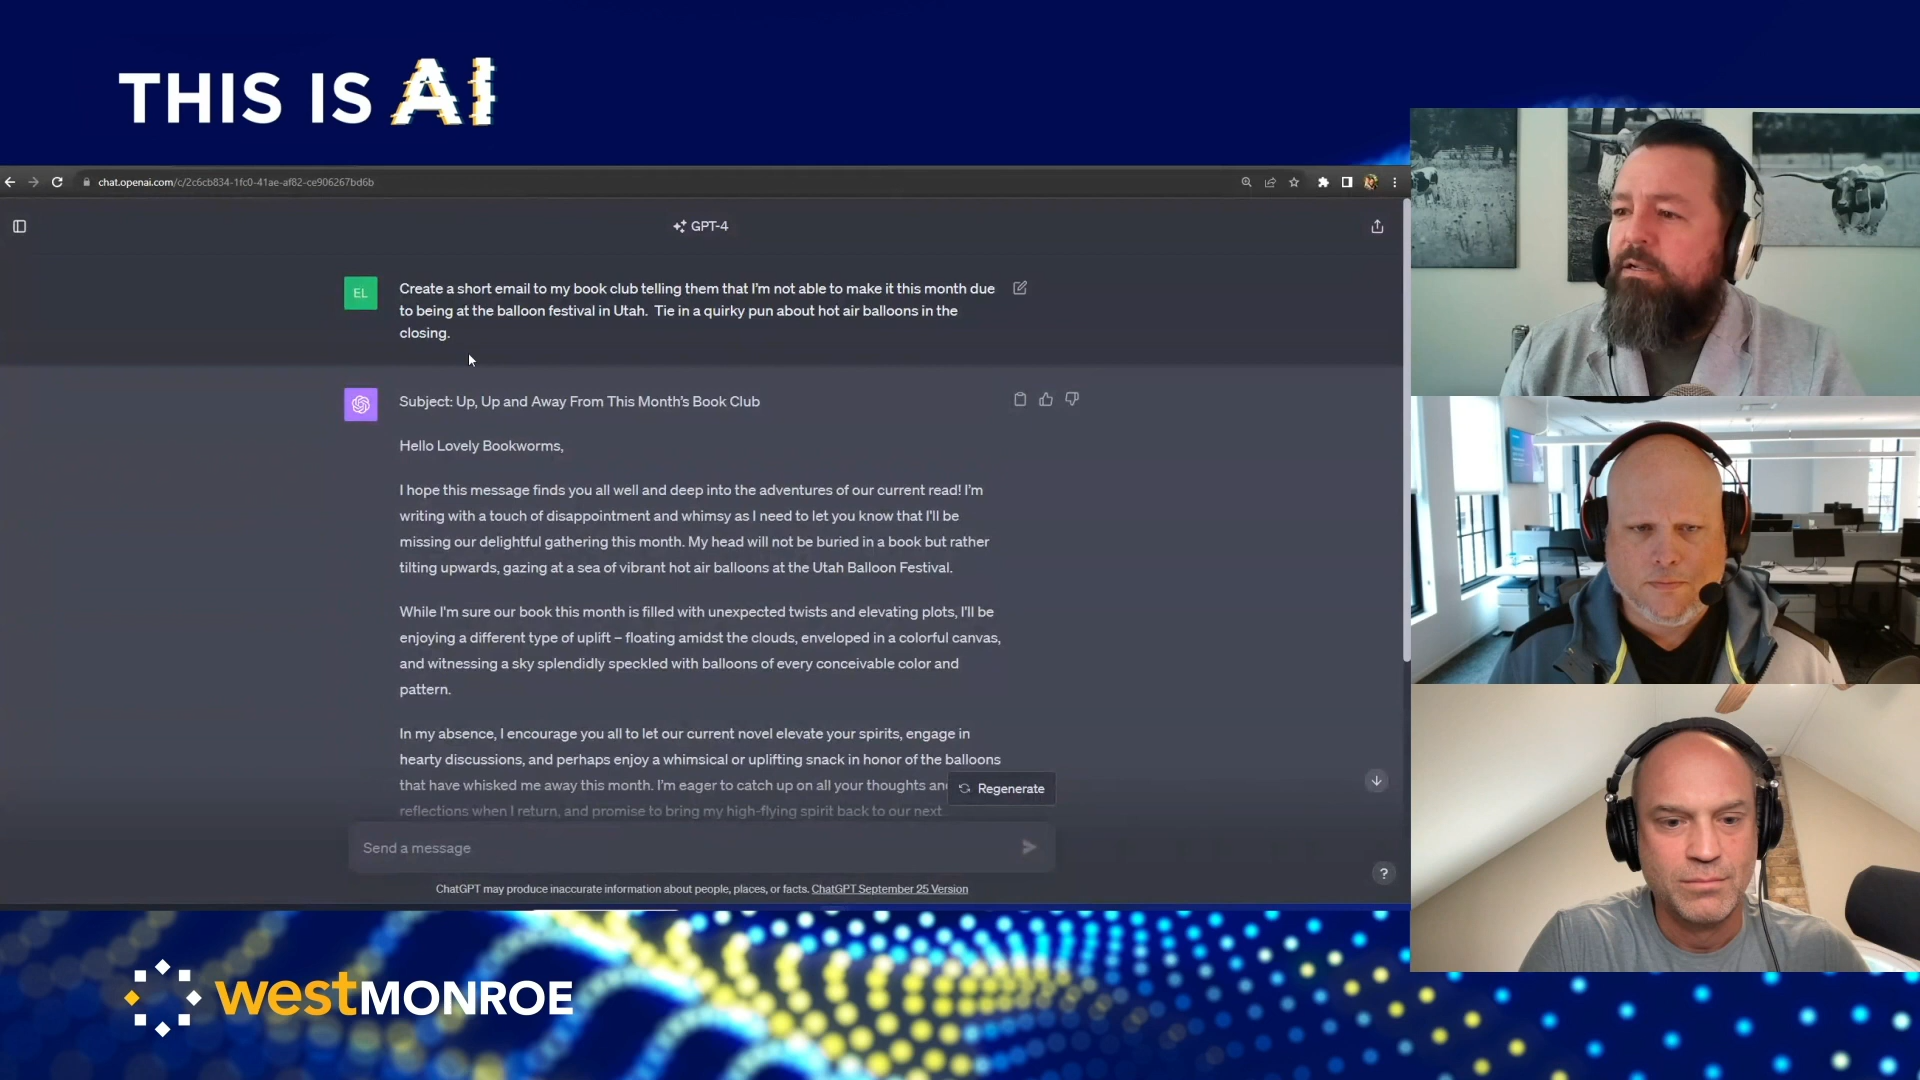 THIS IS AI
chat.openai.com/c/2c6cb834-1fc0-41ae-af82-ce906267bd6b
GPT-4
EL
Create a short email to my book club telling them that I'm not able to make it this month due
to being at the balloon festival in Utah.  Tie in a quirky pun about hot air balloons in the
closing.
Subject: Up, Up and Away From This Month's Book Club
Hello Lovely Bookworms,
I hope this message finds you all well and deep into the adventures of our current read! I'm
writing with a touch of disappointment and whimsy as I need to let you know that I'll be
missing our delightful gathering this month. My head will not be buried in a book but rather
tilting upwards, gazing at a sea of vibrant hot air balloons at the Utah Balloon Festival.
While I'm sure our book this month is filled with unexpected twists and elevating plots, I'll be
enjoying a different type of uplift – floating amidst the clouds, enveloped in a colorful canvas,
and witnessing a sky splendidly speckled with balloons of every conceivable color and
pattern.
In my absence, I encourage you all to let our current novel elevate your spirits, engage in
hearty discussions, and perhaps enjoy a whimsical or uplifting snack in honor of the balloons
that have whisked me away this month. I'm eager to catch up on all your thoughts an
Regenerate
reflections when I return, and promise to bring my high-flying spirit back to our next
Send a message
?
ChatGPT may produce inaccurate information about people, places, or facts. ChatGPT September 25 Version
westMONROE